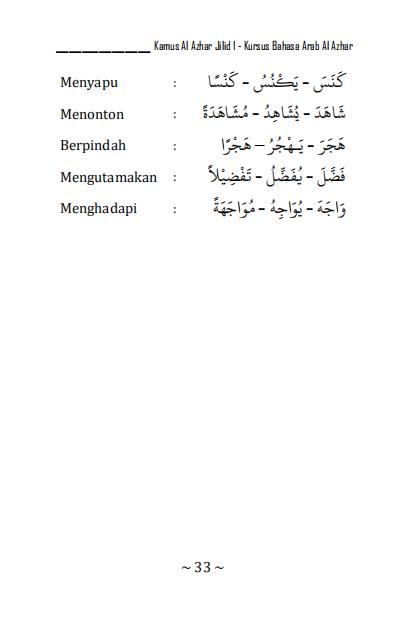 Kamus Al Azhar Jilid I - Kursus Bahasa Arab Al Azhar
Menyapu : كَنَسَ – يَكْنُسُ – كَنْسًا
Menonton : شَاهَدَ – يُشَاهِدُ – مُشَاهَدَةً
Berpindah : هَجَرَ – يَـهْجُرُ – هَجْرًا
Mengutamakan : فَضَّلَ – يُفَضِّلُ – تَفْضِيْلاً
Menghadapi : وَاجَهَ – يُوَاجِهُ – مُوَاجَهَةً
~ 33 ~